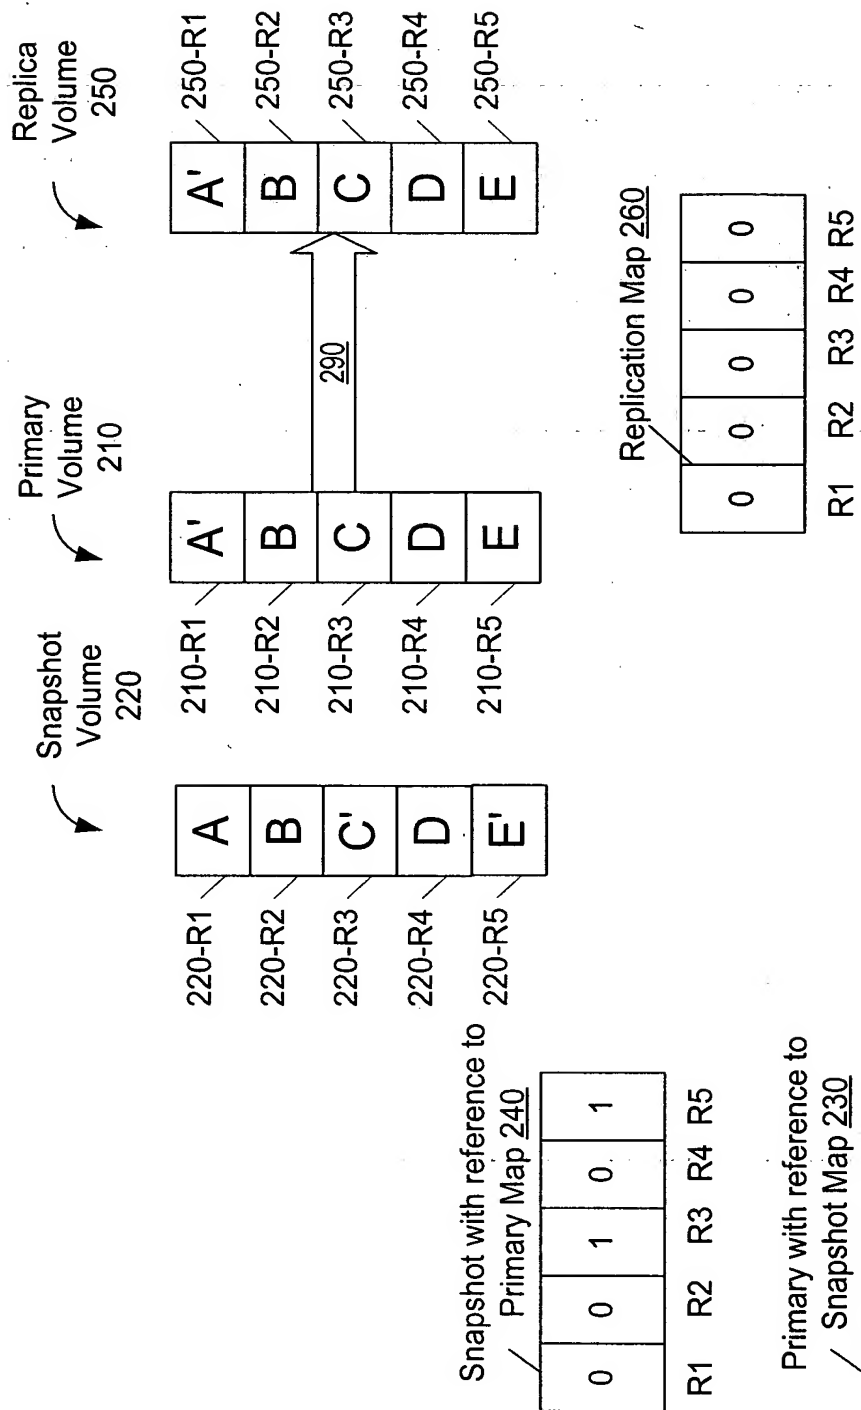 Replica
Volume
250
A'
B
C
D
E
250-R1
250-R2
250-R3
250-R4
250-R5
290
Primary
Volume
210
A'
B
C
D
E
210-R1
210-R2
210-R3
210-R4
210-R5
Snapshot
Volume
220
A
B
C'
D
E'
220-R1
220-R2
220-R3
220-R4
220-R5
Replication Map 260
0 0 0 0 0
R1 R2 R3 R4 R5
Snapshot with reference to
Primary Map 240
0 0 1 0 1
R1 R2 R3 R4 R5
Primary with reference to
Snapshot Map 230